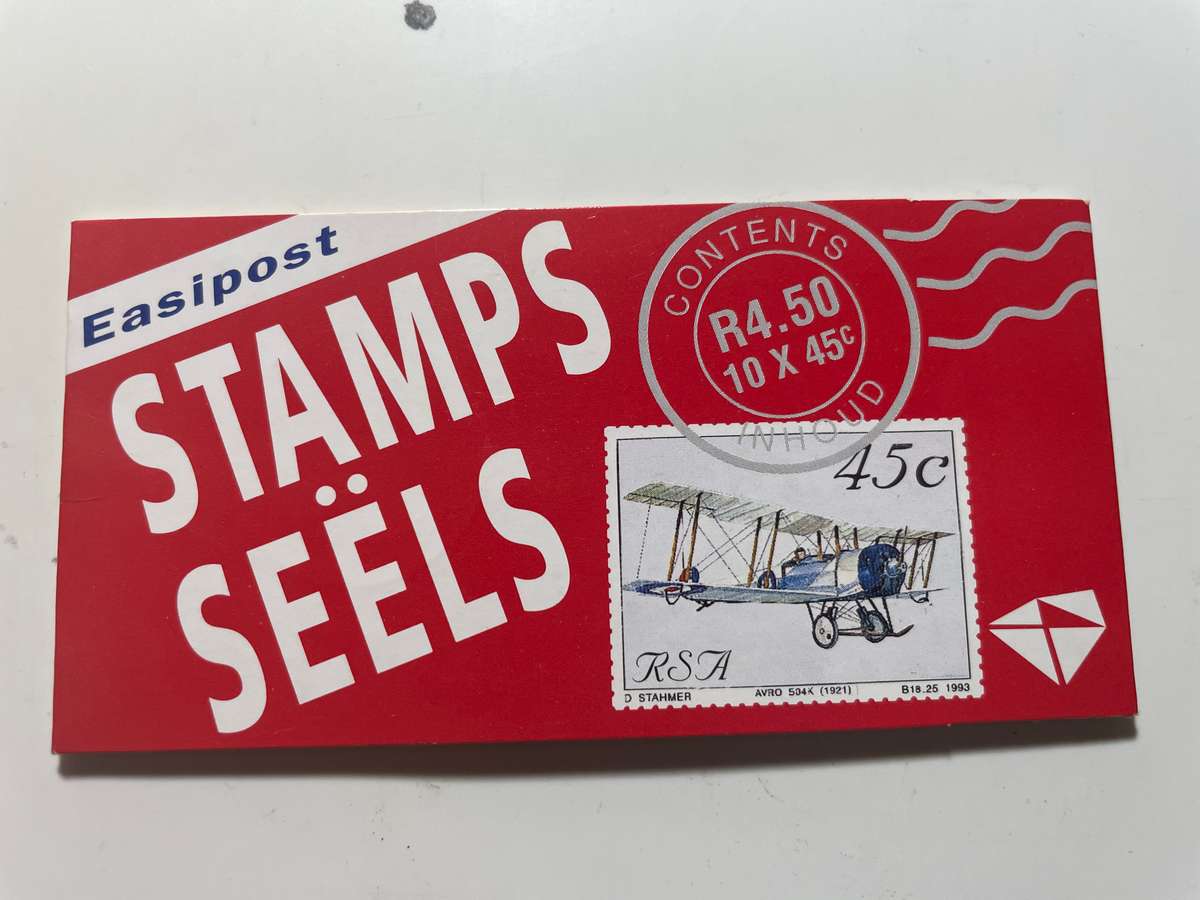 Easipost
STAMPS
SEËLS
CONTENTS
R4.50
10 X 45c
INHOUD
45c
RSA
D STAHMER AVRO 504K (1921) B18.25 1993